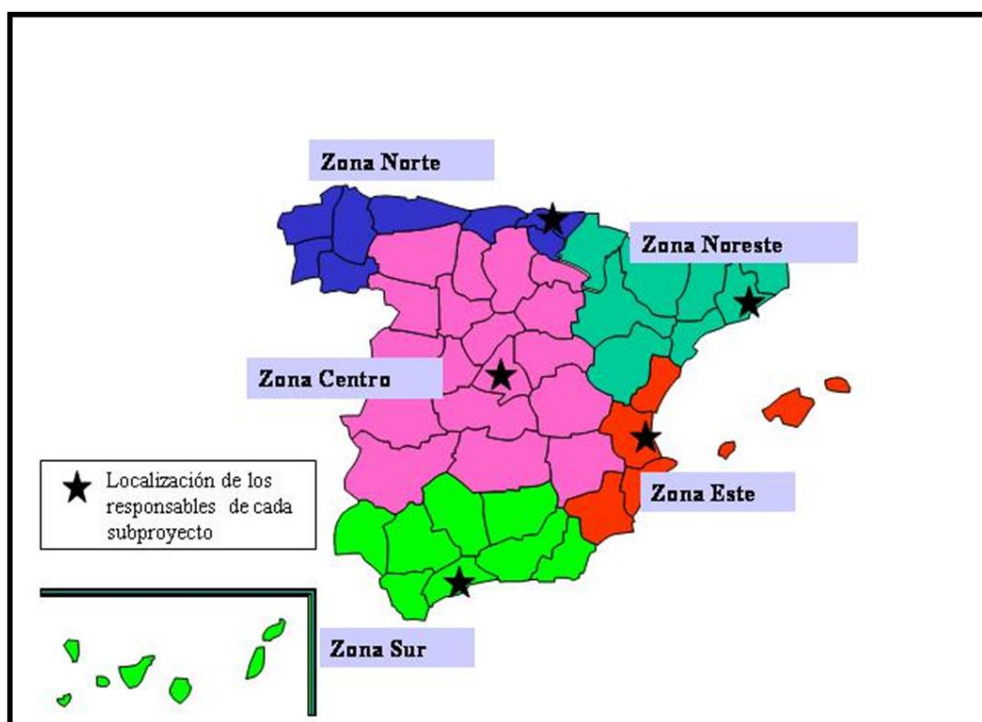 Zona Norte
Zona Noreste
Zona Centro
Localización de los
responsables de cada
subproyecto
Zona Este
Zona Sur